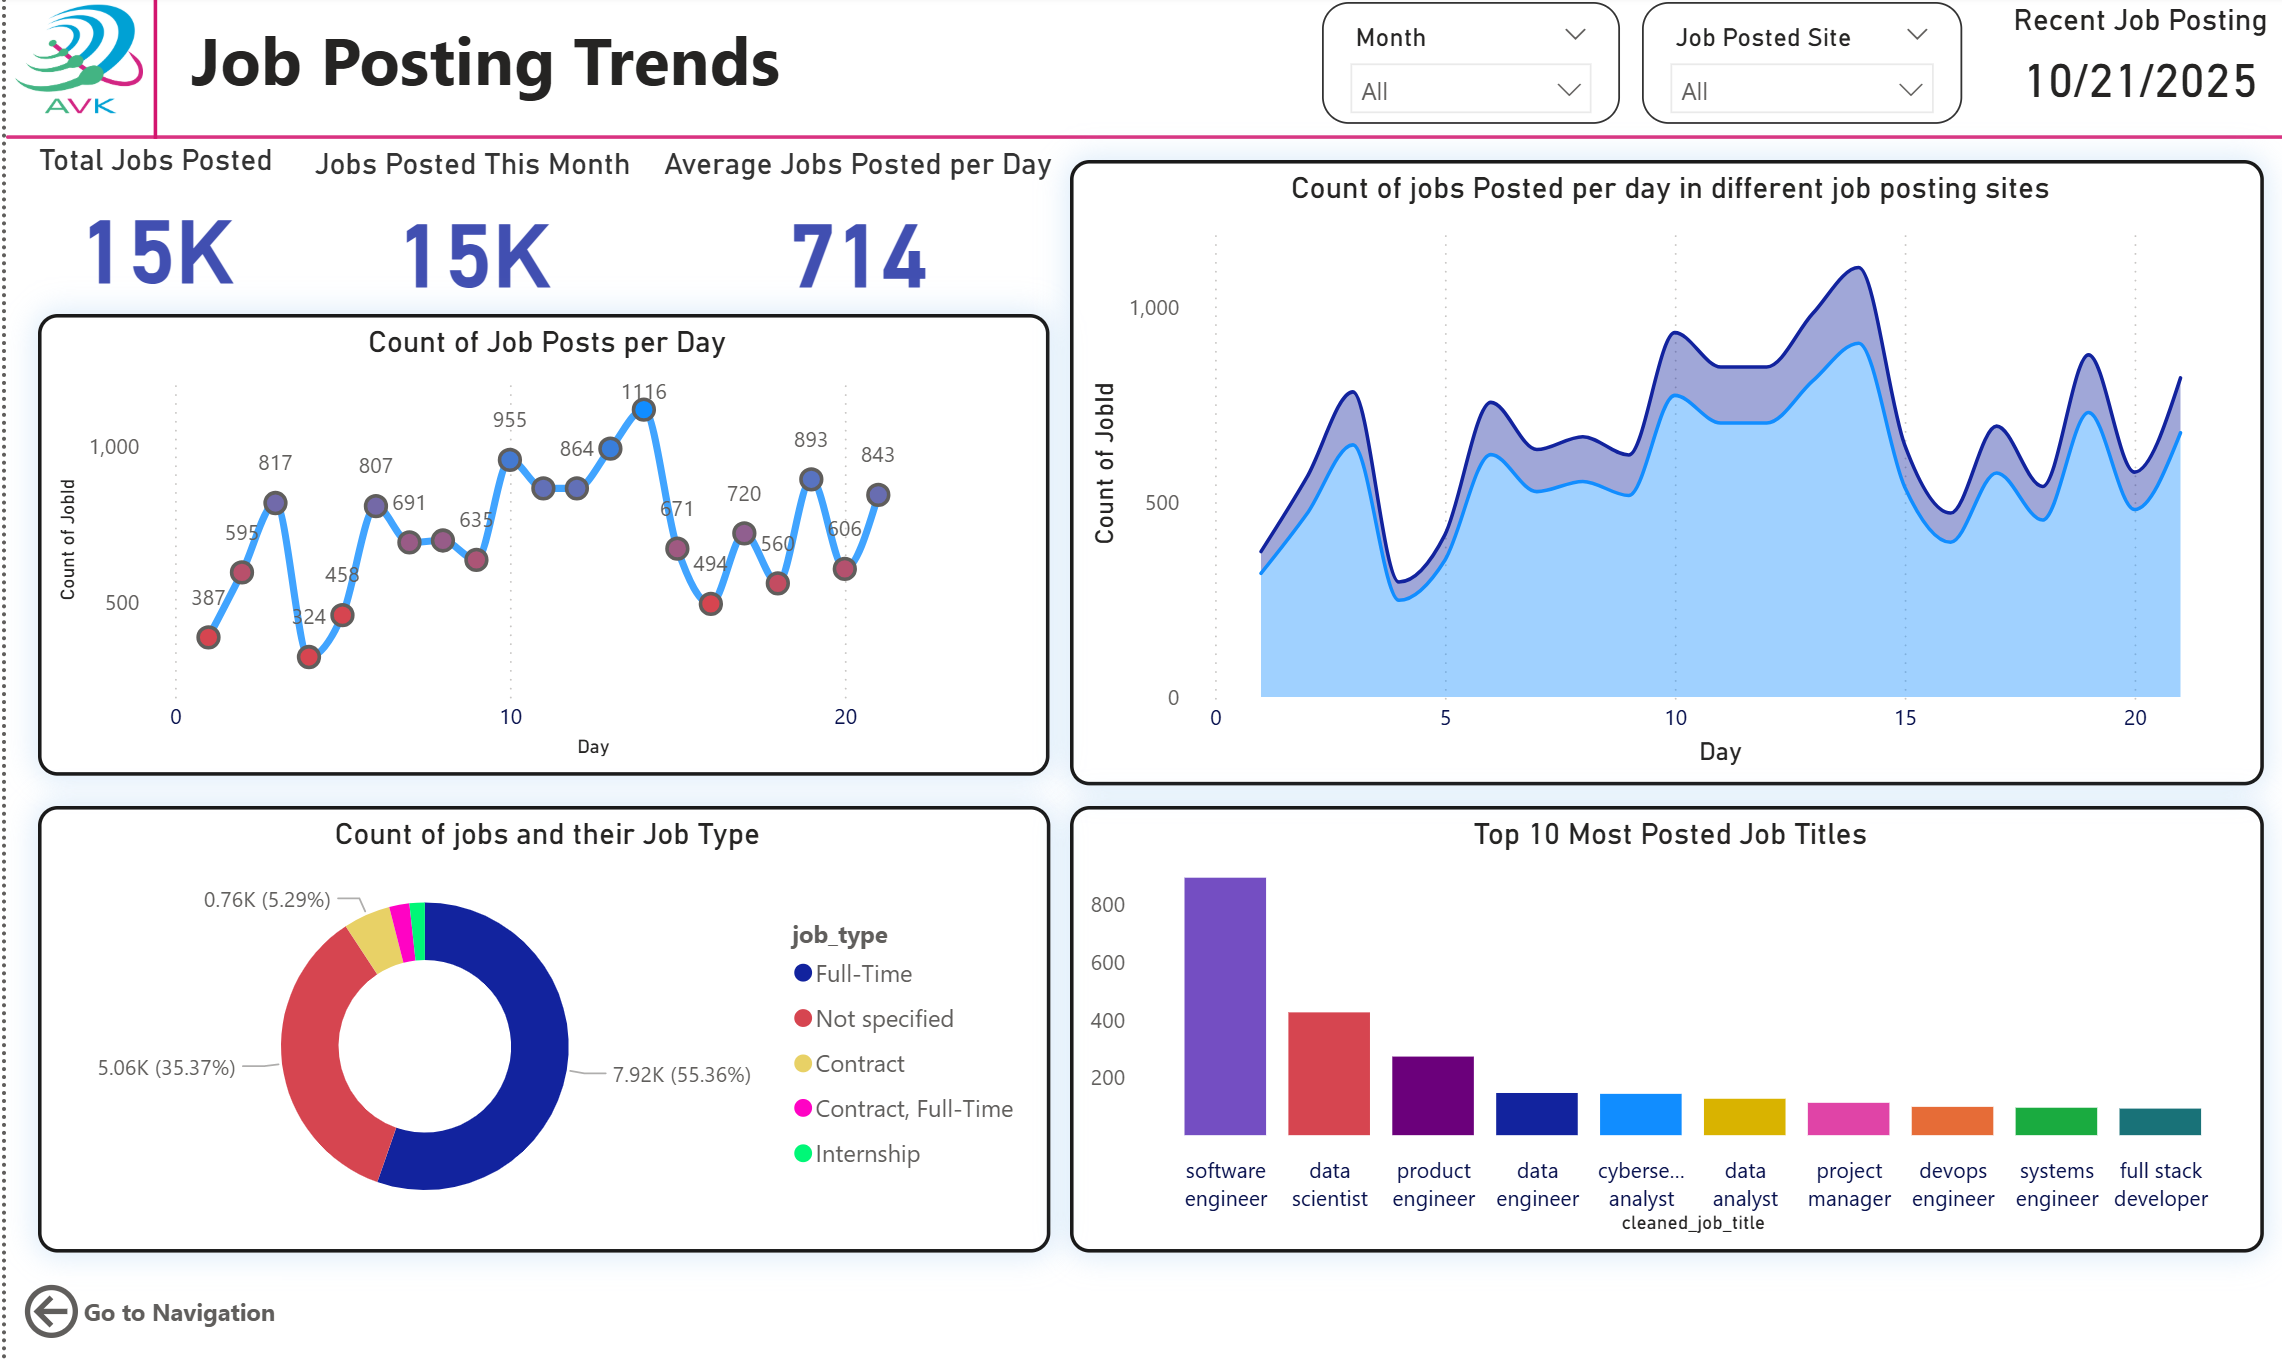 AVK
Job Posting Trends
Month
All
Job Posted Site
All
Recent Job Posting
10/21/2025
Total Jobs Posted
15K
Jobs Posted This Month
15K
Average Jobs Posted per Day
714
Count of Job Posts per Day
Count of JobId
1,000
500
387
595
817
324
458
807
691
635
955
864
1116
671
494
720
560
893
606
843
0
10
20
Day
Count of jobs Posted per day in different job posting sites
Count of JobId
1,000
500
0
0
5
10
15
20
Day
Count of jobs and their Job Type
0.76K (5.29%)
5.06K (35.37%)
7.92K (55.36%)
job_type
Full-Time
Not specified
Contract
Contract, Full-Time
Internship
Top 10 Most Posted Job Titles
800
600
400
200
software engineer
data scientist
product engineer
data engineer
cyberse... analyst
data analyst
project manager
devops engineer
systems engineer
full stack developer
cleaned_job_title
Go to Navigation